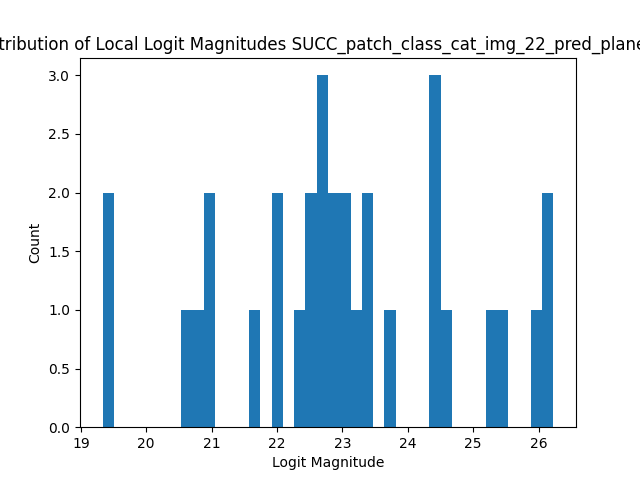 tribution of Local Logit Magnitudes SUCC_patch_class_cat_img_22_pred_plane
3.0
2.5
2.0
1.5
1.0
0.5
0.0
Count
19 20 21 22 23 24 25 26
Logit Magnitude